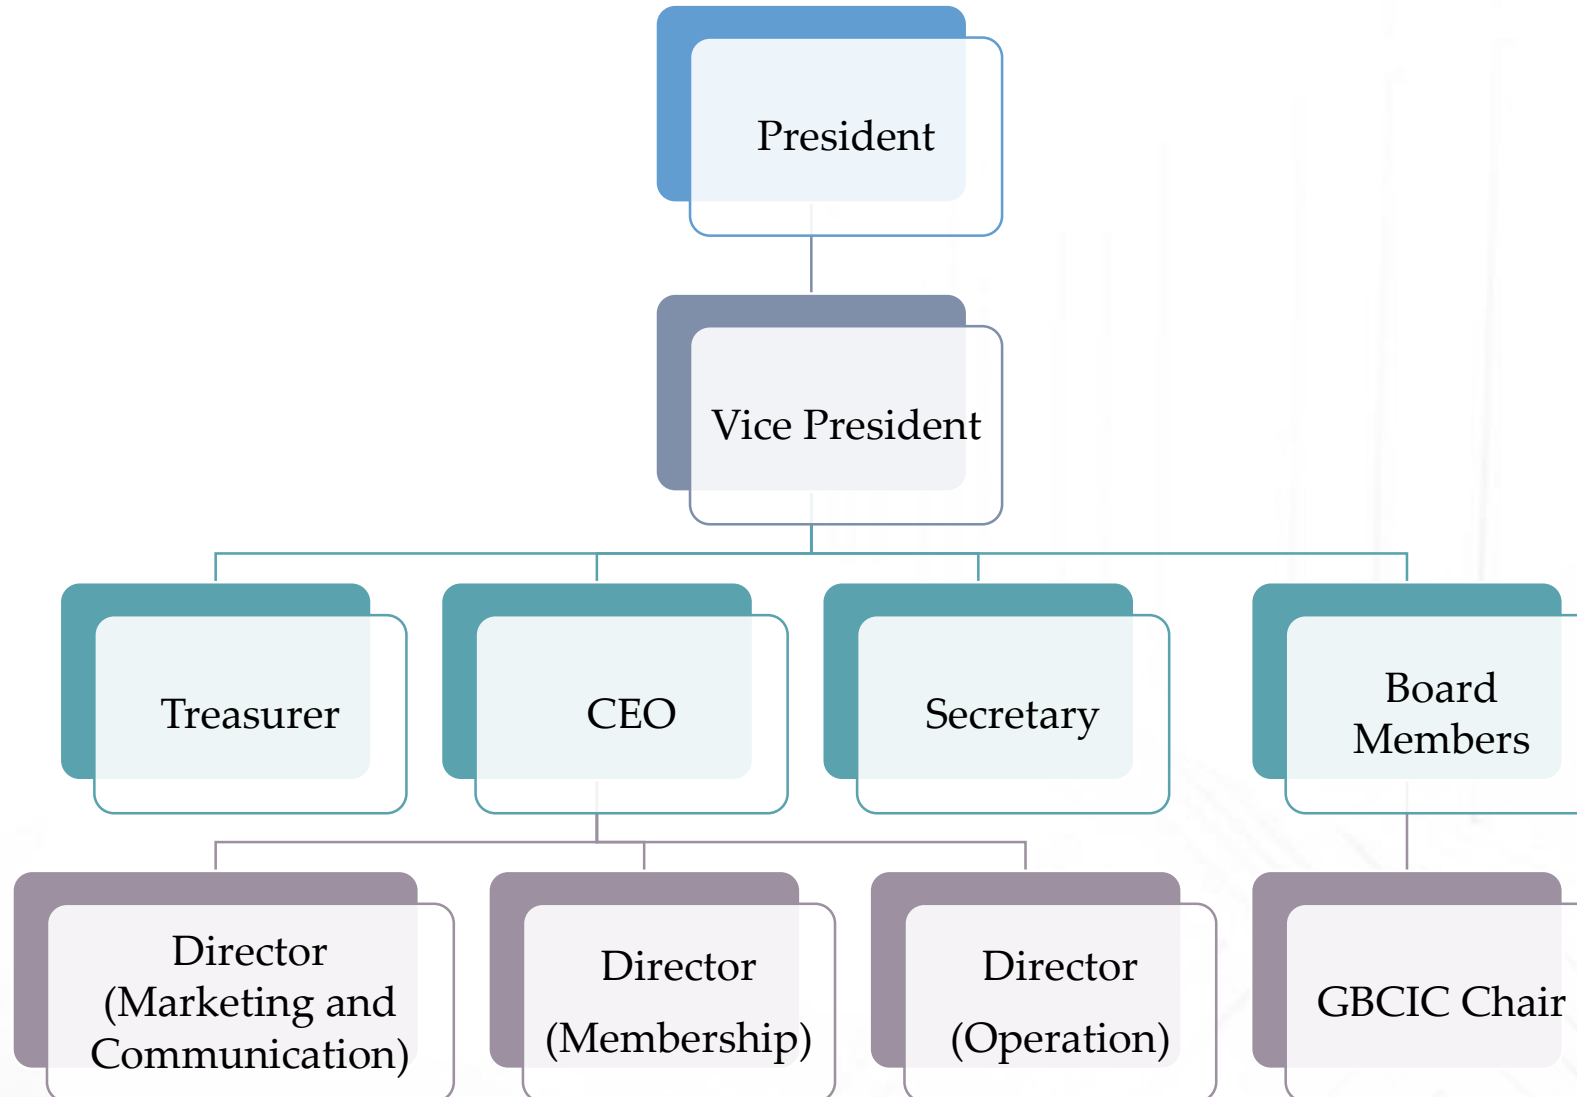 President
Vice President
Treasurer
CEO
Secretary
Board
Members
Director
(Marketing and
Communication)
Director
(Membership)
Director
(Operation)
GBCIC Chair